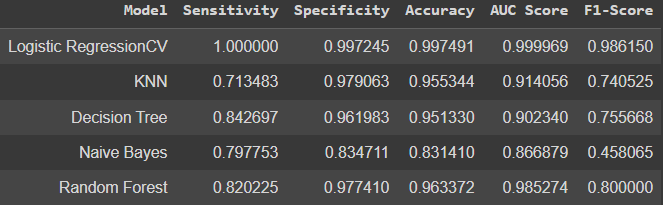 Model Sensitivity Specificity Accuracy AUC Score F1-Score
Logistic RegressionCV 1.000000 0.997245 0.997491 0.999969 0.986150
KNN 0.713483 0.979063 0.955344 0.914056 0.740525
Decision Tree 0.842697 0.961983 0.951330 0.902340 0.755668
Naive Bayes 0.797753 0.834711 0.831410 0.866879 0.458065
Random Forest 0.820225 0.977410 0.963372 0.985274 0.800000